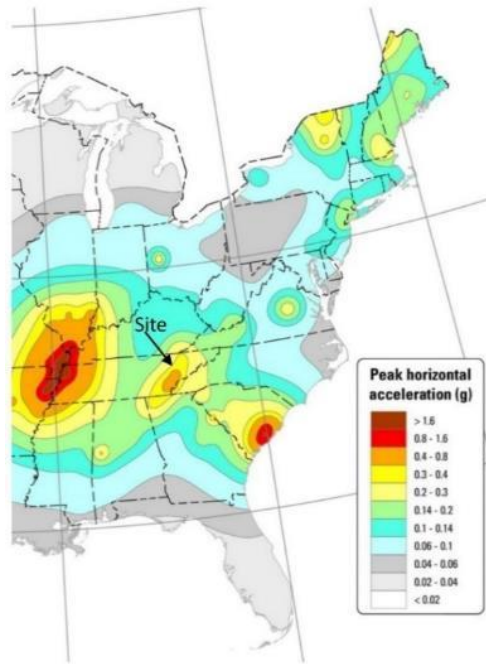 Site
Peak horizontal
acceleration (g)
> 1.6
0.8 - 1.6
0.4 - 0.8
0.3 - 0.4
0.2 - 0.3
0.14 - 0.2
0.1 - 0.14
0.06 - 0.1
0.04 - 0.06
0.02 - 0.04
< 0.02